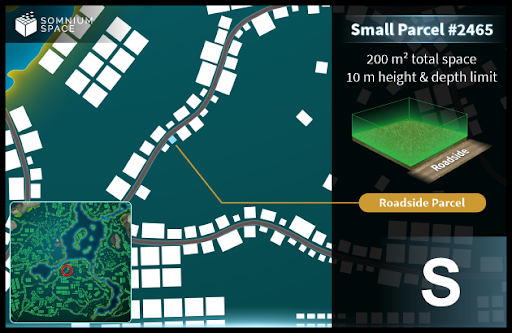 SOMNIUM
SPACE
Small Parcel #2465
200 m² total space
10 m height & depth limit
Roadside
Roadside Parcel
S